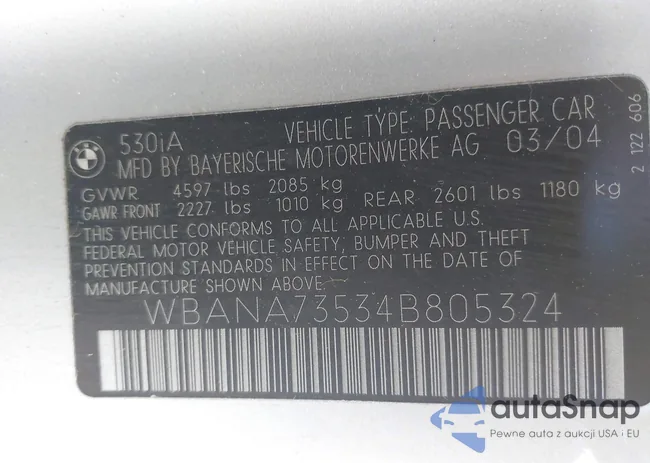 530iA VEHICLE TYPE: PASSENGER CAR
MFD BY BAYERISCHE MOTORENWERKE AG 03/04
GVWR 4597 lbs 2085 kg
GAWR FRONT 2227 lbs 1010 kg REAR 2601 lbs 1180 kg
THIS VEHICLE CONFORMS TO ALL APPLICABLE U.S.
FEDERAL MOTOR VEHICLE SAFETY, BUMPER AND THEFT
PREVENTION STANDARDS IN EFFECT ON THE DATE OF
MANUFACTURE SHOWN ABOVE.
WBANA73534B805324
2 122 606
autoSnap
Pewne auta z aukcji USA i EU